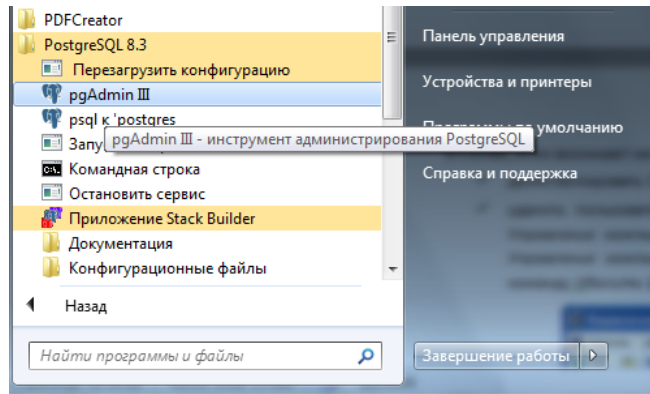 PDFCreator
PostgreSQL 8.3
Перезагрузить конфигурацию
pgAdmin III
psql к 'postgres
pgAdmin III - инструмент администрирования PostgreSQL
Командная строка
Остановить сервис
Приложение Stack Builder
Документация
Конфигурационные файлы
Назад
Найти программы и файлы
Панель управления
Устройства и принтеры
умолчанию
Справка и поддержка
Завершение работы